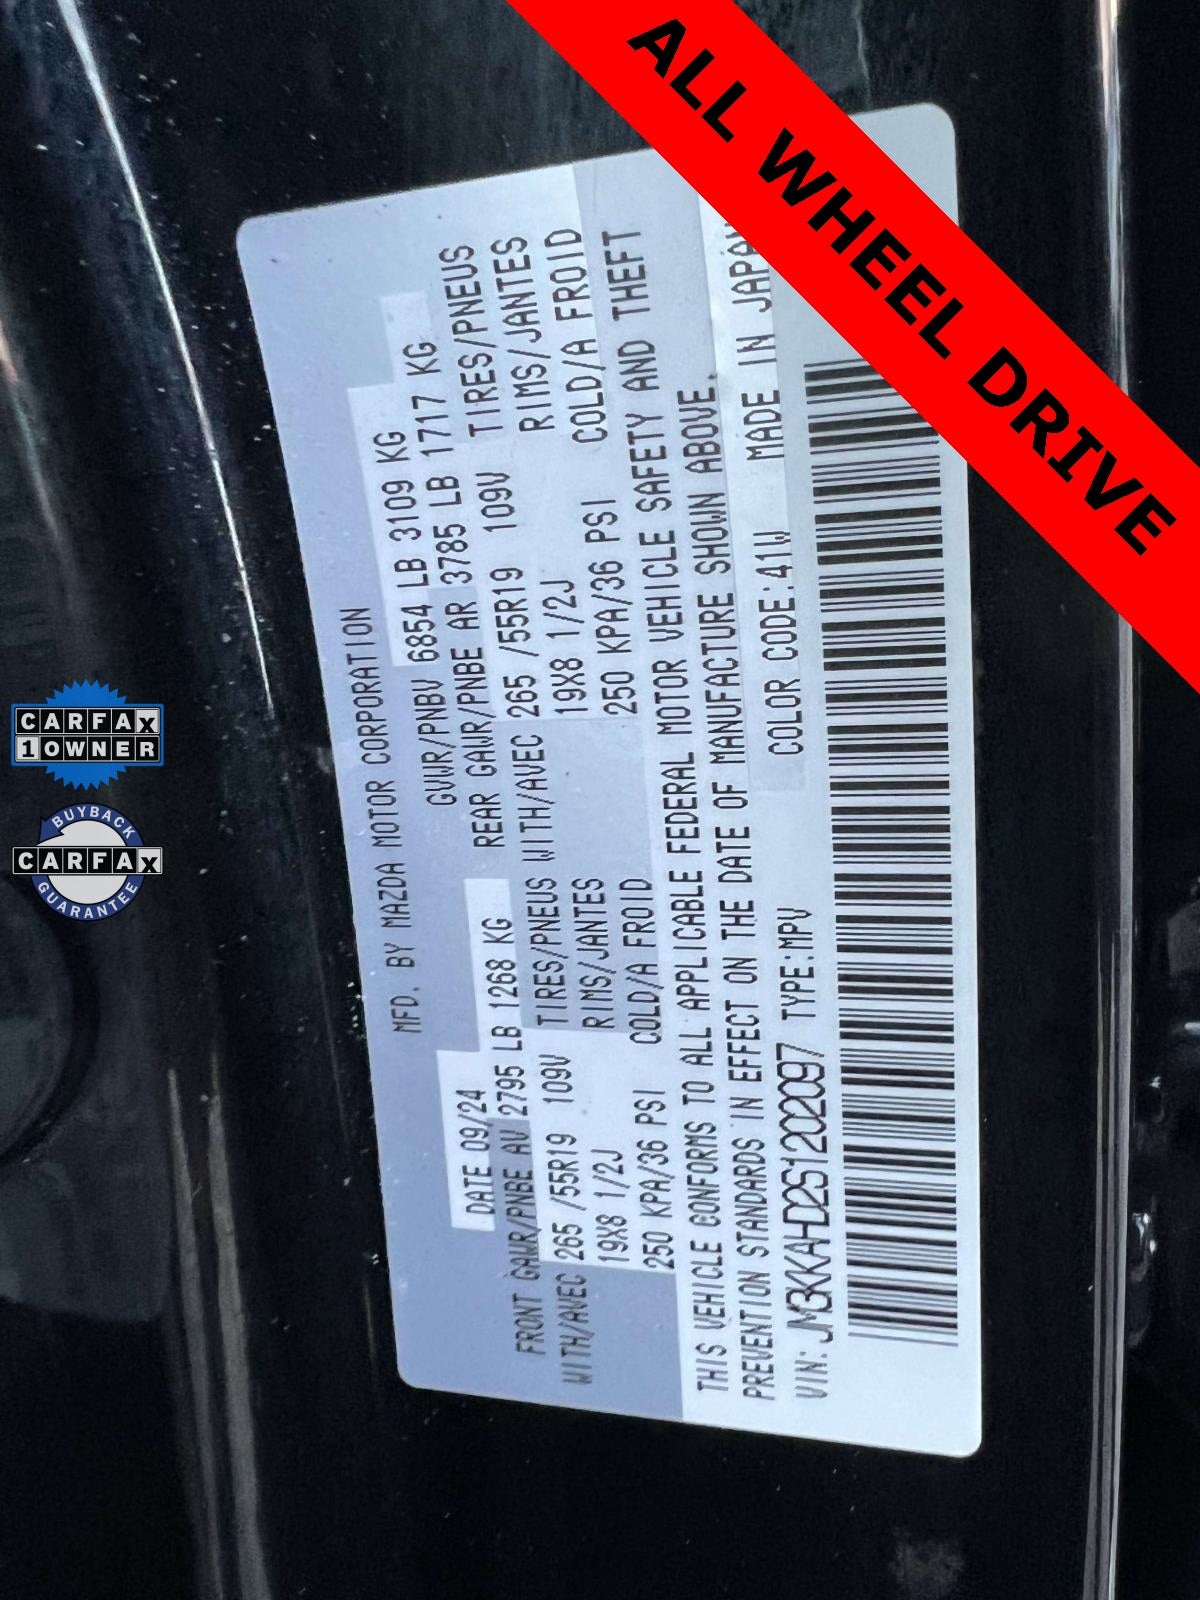 ALL WHEEL DRIVE
MFD. BY MAZDA MOTOR CORPORATION
DATE 09/24 GVWR/PNBV 6854 LB 3109 KG
FRONT GAWR/PNBE AV 2795 LB 1268 KG REAR GAWR/PNBE AR 3785 LB 1717 KG
WITH/AVEC 265 /55R19 109V TIRES/PNEUS WITH/AVEC 265 /55R19 109V TIRES/PNEUS
19X8 1/2J RIMS/JANTES 19X8 1/2J RIMS/JANTES
250 KPA/36 PSI COLD/A FROID 250 KPA/36 PSI COLD/A FROID
THIS VEHICLE CONFORMS TO ALL APPLICABLE FEDERAL MOTOR VEHICLE SAFETY AND THEFT
PREVENTION STANDARDS IN EFFECT ON THE DATE OF MANUFACTURE SHOWN ABOVE.
VIN: JM3KKAHD2S1202097 TYPE:MPV COLOR CODE:41W MADE IN JAPAN
CARFAX
1 OWNER
BUYBACK
CARFAX
GUARANTEE